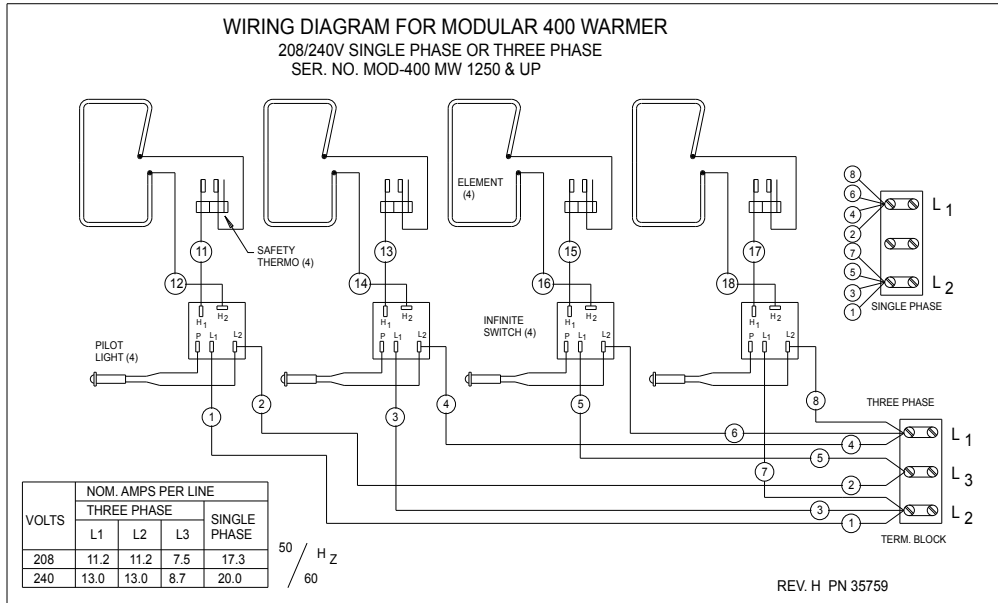 WIRING DIAGRAM FOR MODULAR 400 WARMER
208/240V SINGLE PHASE OR THREE PHASE
SER. NO. MOD-400 MW 1250 & UP
ELEMENT
(4)
SAFETY
THERMO (4)
11
12
13
14
15
16
17
18
H1
H2
P
L1
L2
H1
H2
P
L1
L2
H1
H2
P
L1
L2
H1
H2
P
L1
L2
INFINITE
SWITCH (4)
PILOT
LIGHT (4)
8
6
4
2
7
5
3
1
L1
L2
SINGLE PHASE
1
2
3
4
5
6
7
8
THREE PHASE
4
5
2
3
1
L1
L3
L2
TERM. BLOCK
VOLTS
NOM. AMPS PER LINE
THREE PHASE
SINGLE
PHASE
L1 L2 L3
208 11.2 11.2 7.5 17.3
240 13.0 13.0 8.7 20.0
50/60 HZ
REV. H PN 35759